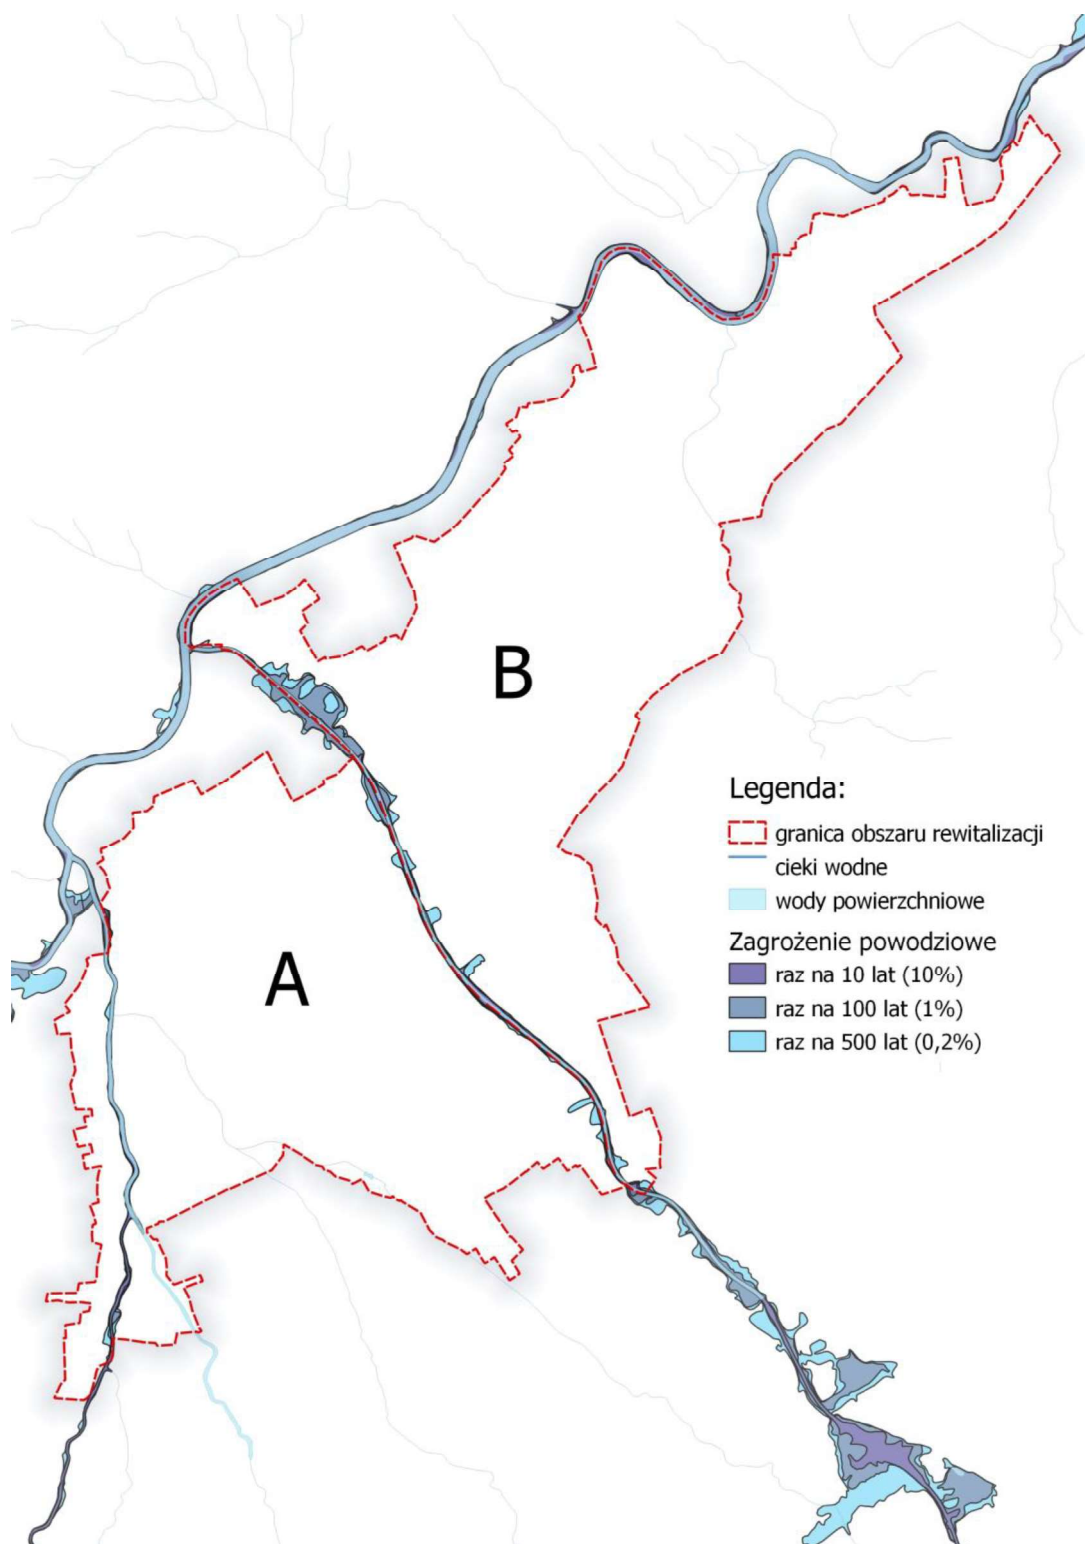 B
A
Legenda:
granica obszaru rewitalizacji
cieki wodne
wody powierzchniowe
Zagrożenie powodziowe
raz na 10 lat (10%)
raz na 100 lat (1%)
raz na 500 lat (0,2%)